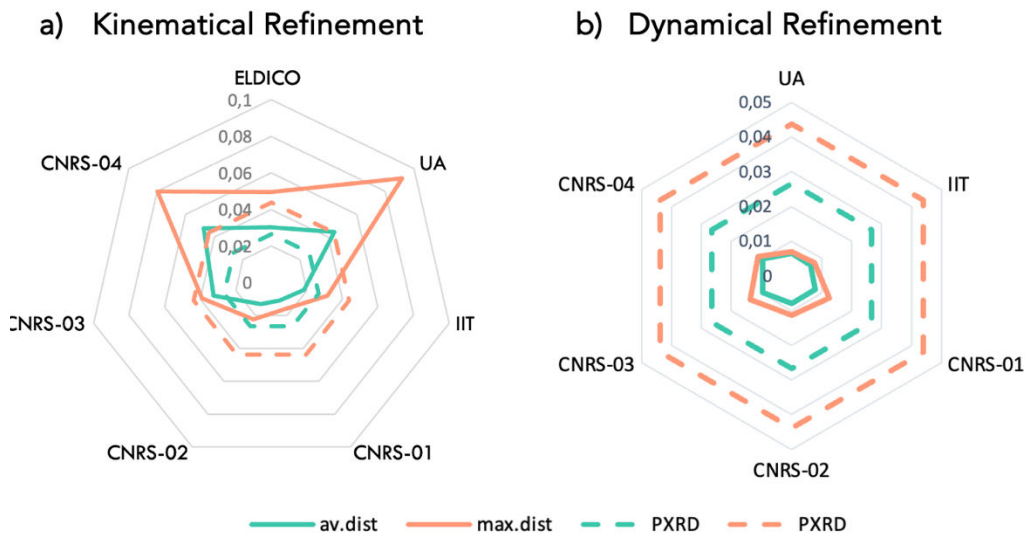 a) Kinematical Refinement
b) Dynamical Refinement
ELDICO
0,1
0,08
0,06
0,04
0,02
0
UA
IIT
CNRS-01
CNRS-02
CNRS-03
CNRS-04
UA
0,05
0,04
0,03
0,02
0,01
0
IIT
CNRS-01
CNRS-02
CNRS-03
CNRS-04
av.dist max.dist PXRD PXRD